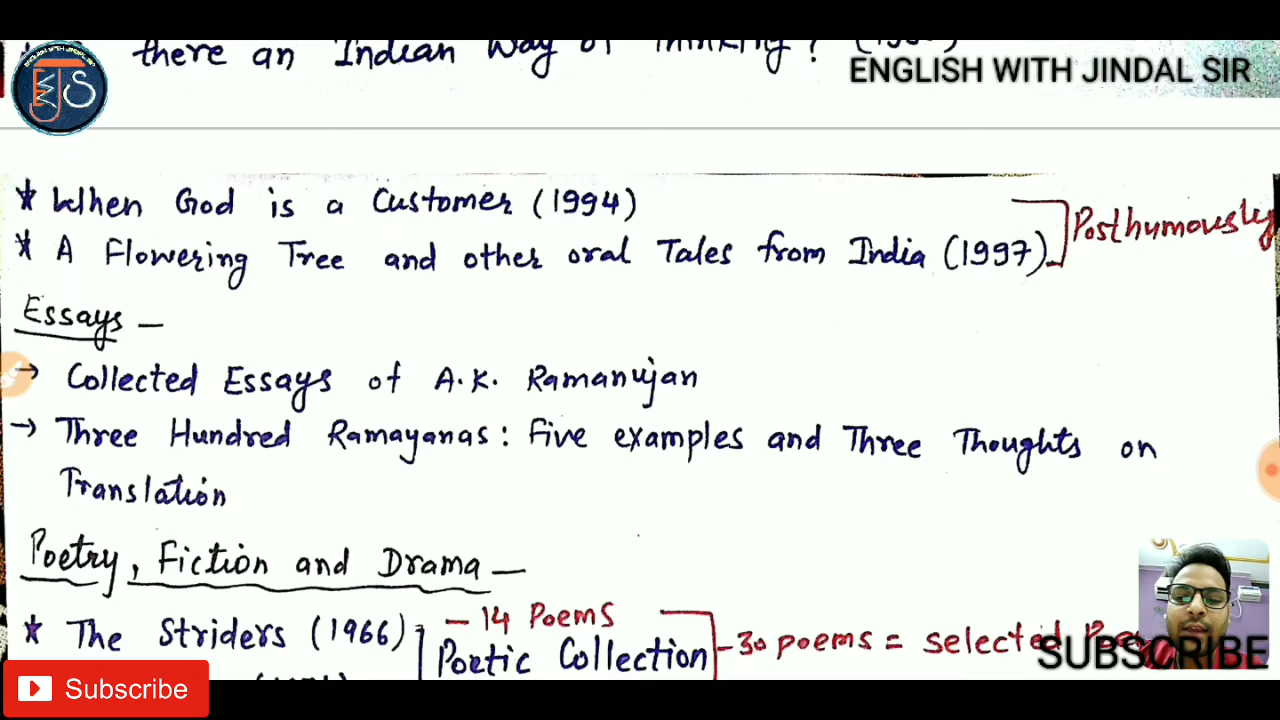 there an Indian Way of Thinking?
ENGLISH WITH JINDAL SIR
* When God is a Customer (1994)
* A Flowering Tree and other oral Tales from India (1997)
Posthumously
Essays –
→ Collected Essays of A.K. Ramanujan
→ Three Hundred Ramayanas : Five examples and Three Thoughts on
Translation
Poetry, Fiction and Drama –
* The Striders (1966) – 14 Poems
Poetic Collection – 30 poems = selected
SUBSCRIBE
Subscribe